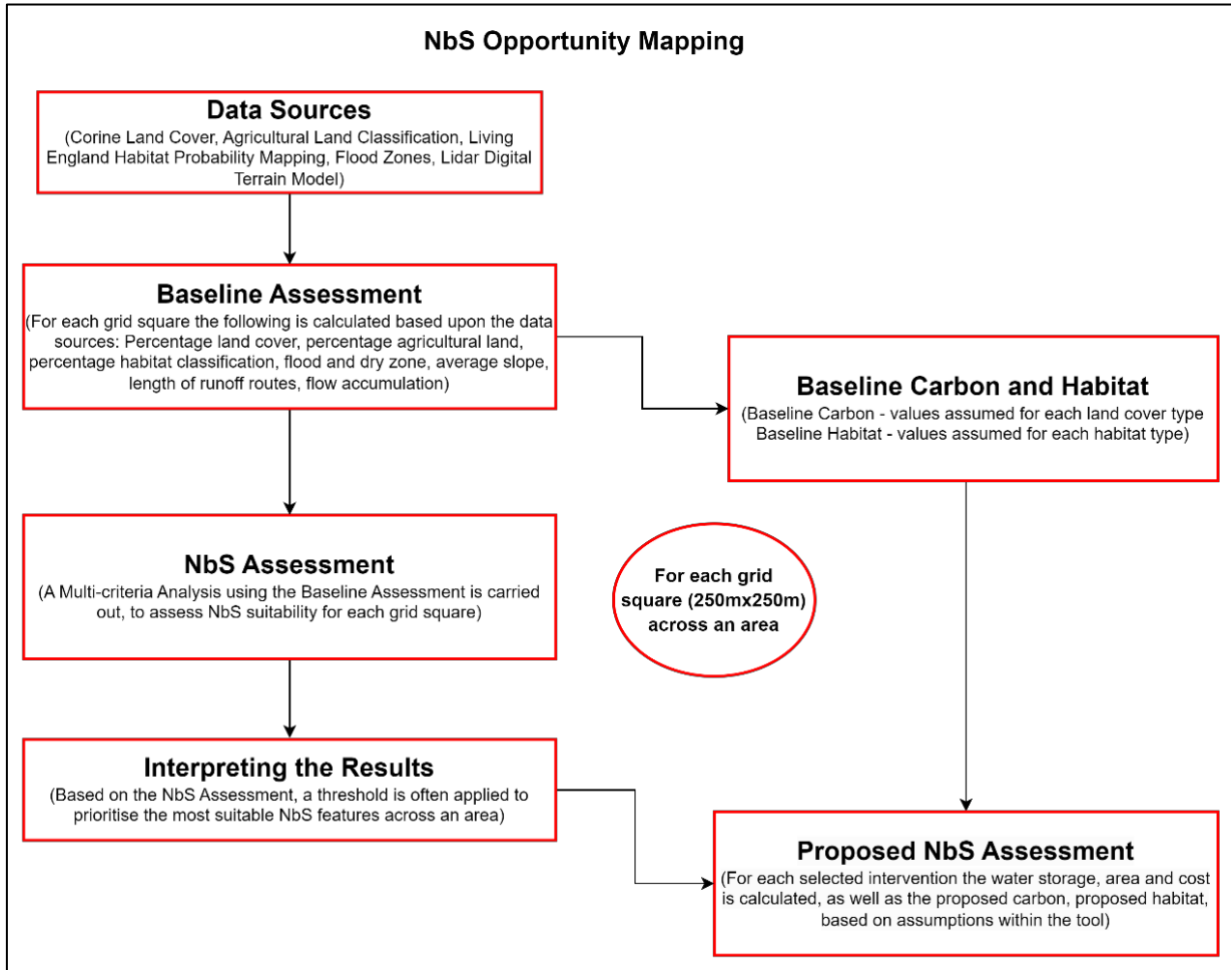 NbS Opportunity Mapping
Data Sources
(Corine Land Cover, Agricultural Land Classification, Living
England Habitat Probability Mapping, Flood Zones, Lidar Digital
Terrain Model)
Baseline Assessment
(For each grid square the following is calculated based upon the data
sources: Percentage land cover, percentage agricultural land,
percentage habitat classification, flood and dry zone, average slope,
length of runoff routes, flow accumulation)
Baseline Carbon and Habitat
(Baseline Carbon - values assumed for each land cover type
Baseline Habitat - values assumed for each habitat type)
NbS Assessment
(A Multi-criteria Analysis using the Baseline Assessment is carried
out, to assess NbS suitability for each grid square)
For each grid
square (250mx250m)
across an area
Interpreting the Results
(Based on the NbS Assessment, a threshold is often applied to
prioritise the most suitable NbS features across an area)
Proposed NbS Assessment
(For each selected intervention the water storage, area and cost
is calculated, as well as the proposed carbon, proposed habitat,
based on assumptions within the tool)